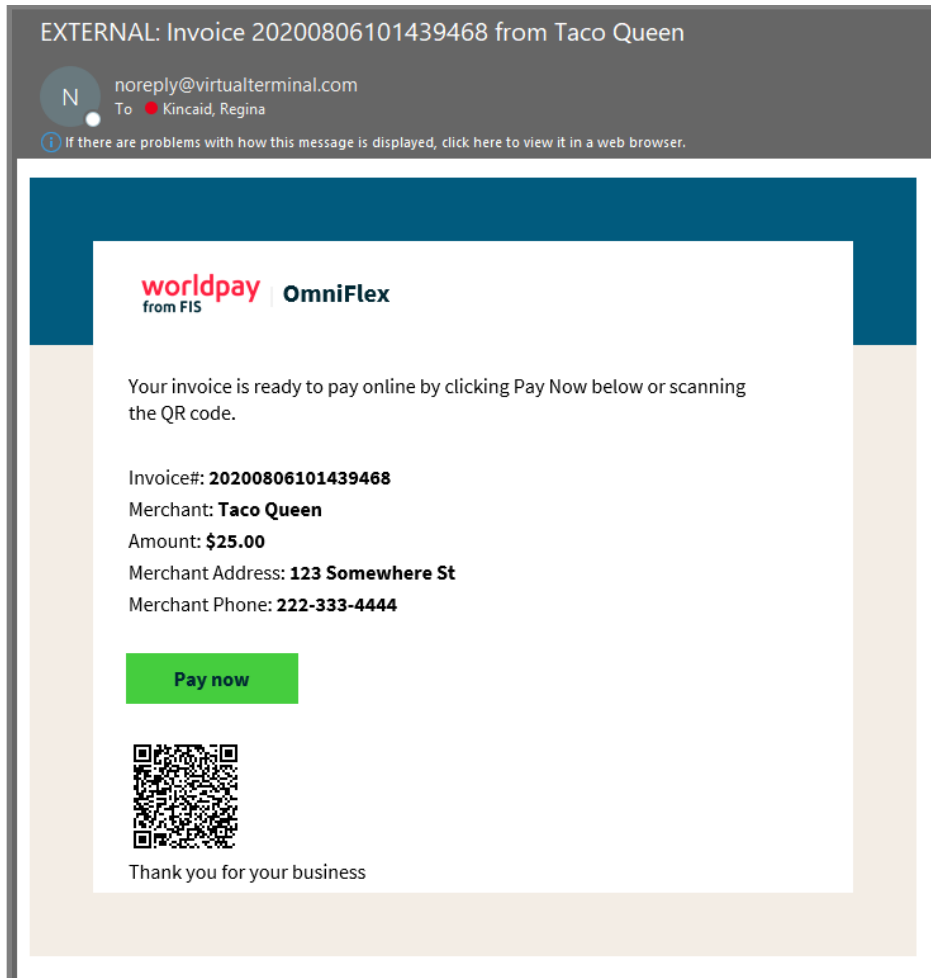 EXTERNAL: Invoice 20200806101439468 from Taco Queen
N
noreply@virtualterminal.com
To Kincaid, Regina
If there are problems with how this message is displayed, click here to view it in a web browser.
worldpay
from FIS
OmniFlex
Your invoice is ready to pay online by clicking Pay Now below or scanning
the QR code.
Invoice#: 20200806101439468
Merchant: Taco Queen
Amount: $25.00
Merchant Address: 123 Somewhere St
Merchant Phone: 222-333-4444
Pay now
Thank you for your business